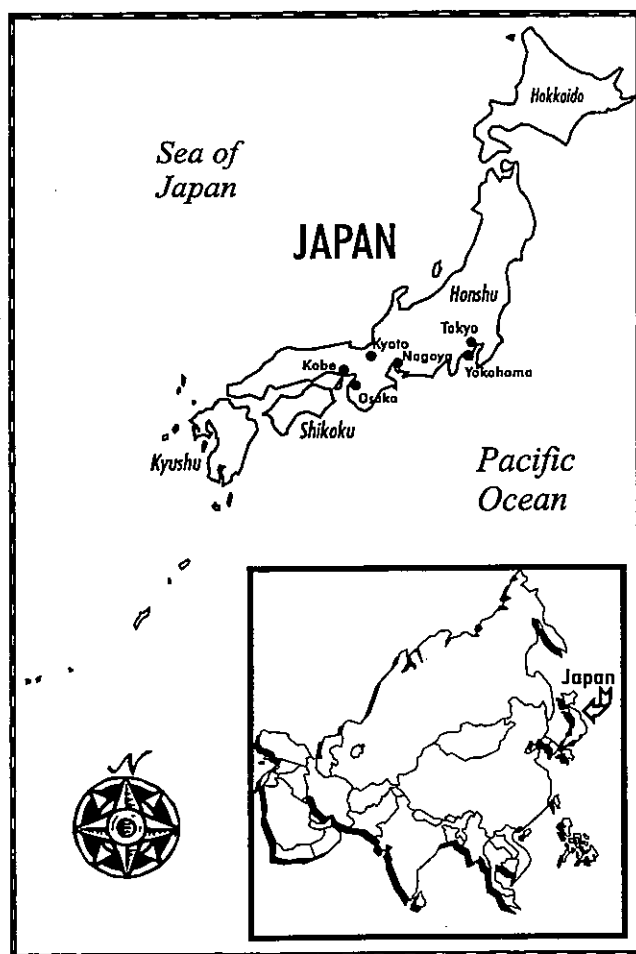 Hokkaido
Sea of
Japan
JAPAN
Honshu
Tokyo
Kyoto
Nagoya
Yokohama
Kobe
Osaka
Shikoku
Kyushu
Pacific
Ocean
Japan
N